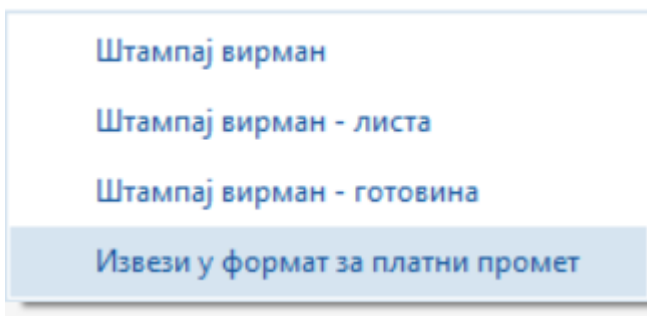 Штампај вирман
Штампај вирман - листа
Штампај вирман - готовина
Извези у формат за платни промет